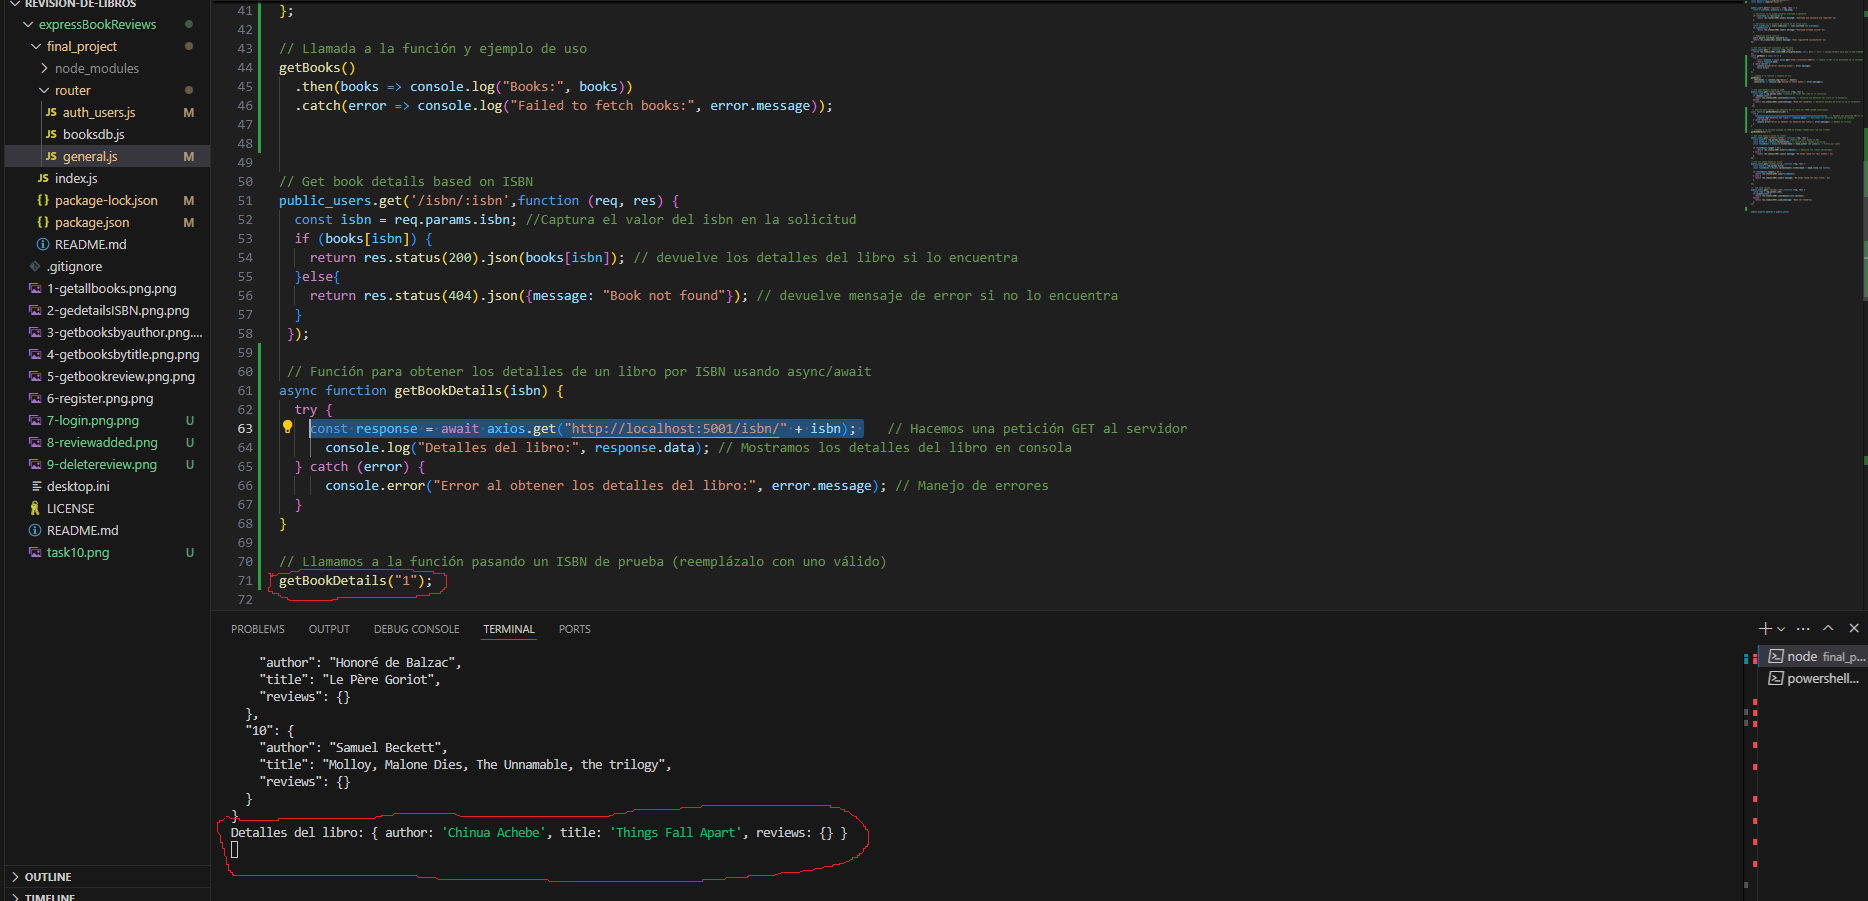 REVISION-DE-LIBROS
expressBookReviews
final_project
node_modules
router
auth_users.js M
booksdb.js
general.js M
index.js
package-lock.json M
package.json M
README.md
.gitignore
1-getallbooks.png.png
2-gedetailsISBN.png.png
3-getbooksbyauthor.png....
4-getbooksbytitle.png.png
5-getbookreview.png.png
6-register.png.png
7-login.png.png U
8-reviewadded.png U
9-deletereview.png U
desktop.ini
LICENSE
README.md
task10.png U
OUTLINE
TIMELINE
41 };
42
43 // Llamada a la función y ejemplo de uso
44 getBooks()
45 .then(books => console.log("Books:", books))
46 .catch(error => console.log("Failed to fetch books:", error.message));
47
48
49
50 // Get book details based on ISBN
51 public_users.get('/isbn/:isbn',function (req, res) {
52 const isbn = req.params.isbn; //Captura el valor del isbn en la solicitud
53 if (books[isbn]) {
54 return res.status(200).json(books[isbn]); // devuelve los detalles del libro si lo encuentra
55 }else{
56 return res.status(404).json({message: "Book not found"}); // devuelve mensaje de error si no lo encuentra
57 }
58 });
59
60 // Función para obtener los detalles de un libro por ISBN usando async/await
61 async function getBookDetails(isbn) {
62 try {
63 const response = await axios.get("http://localhost:5001/isbn/" + isbn); // Hacemos una petición GET al servidor
64 console.log("Detalles del libro:", response.data); // Mostramos los detalles del libro en consola
65 } catch (error) {
66 console.error("Error al obtener los detalles del libro:", error.message); // Manejo de errores
67 }
68 }
69
70 // Llamamos a la función pasando un ISBN de prueba (reemplázalo con uno válido)
71 getBookDetails("1");
72
PROBLEMS OUTPUT DEBUG CONSOLE TERMINAL PORTS
"author": "Honoré de Balzac",
"title": "Le Père Goriot",
"reviews": {}
},
"10": {
"author": "Samuel Beckett",
"title": "Molloy, Malone Dies, The Unnamable, the trilogy",
"reviews": {}
}
}
Detalles del libro: { author: 'Chinua Achebe', title: 'Things Fall Apart', reviews: {} }
node final_p...
powershell...